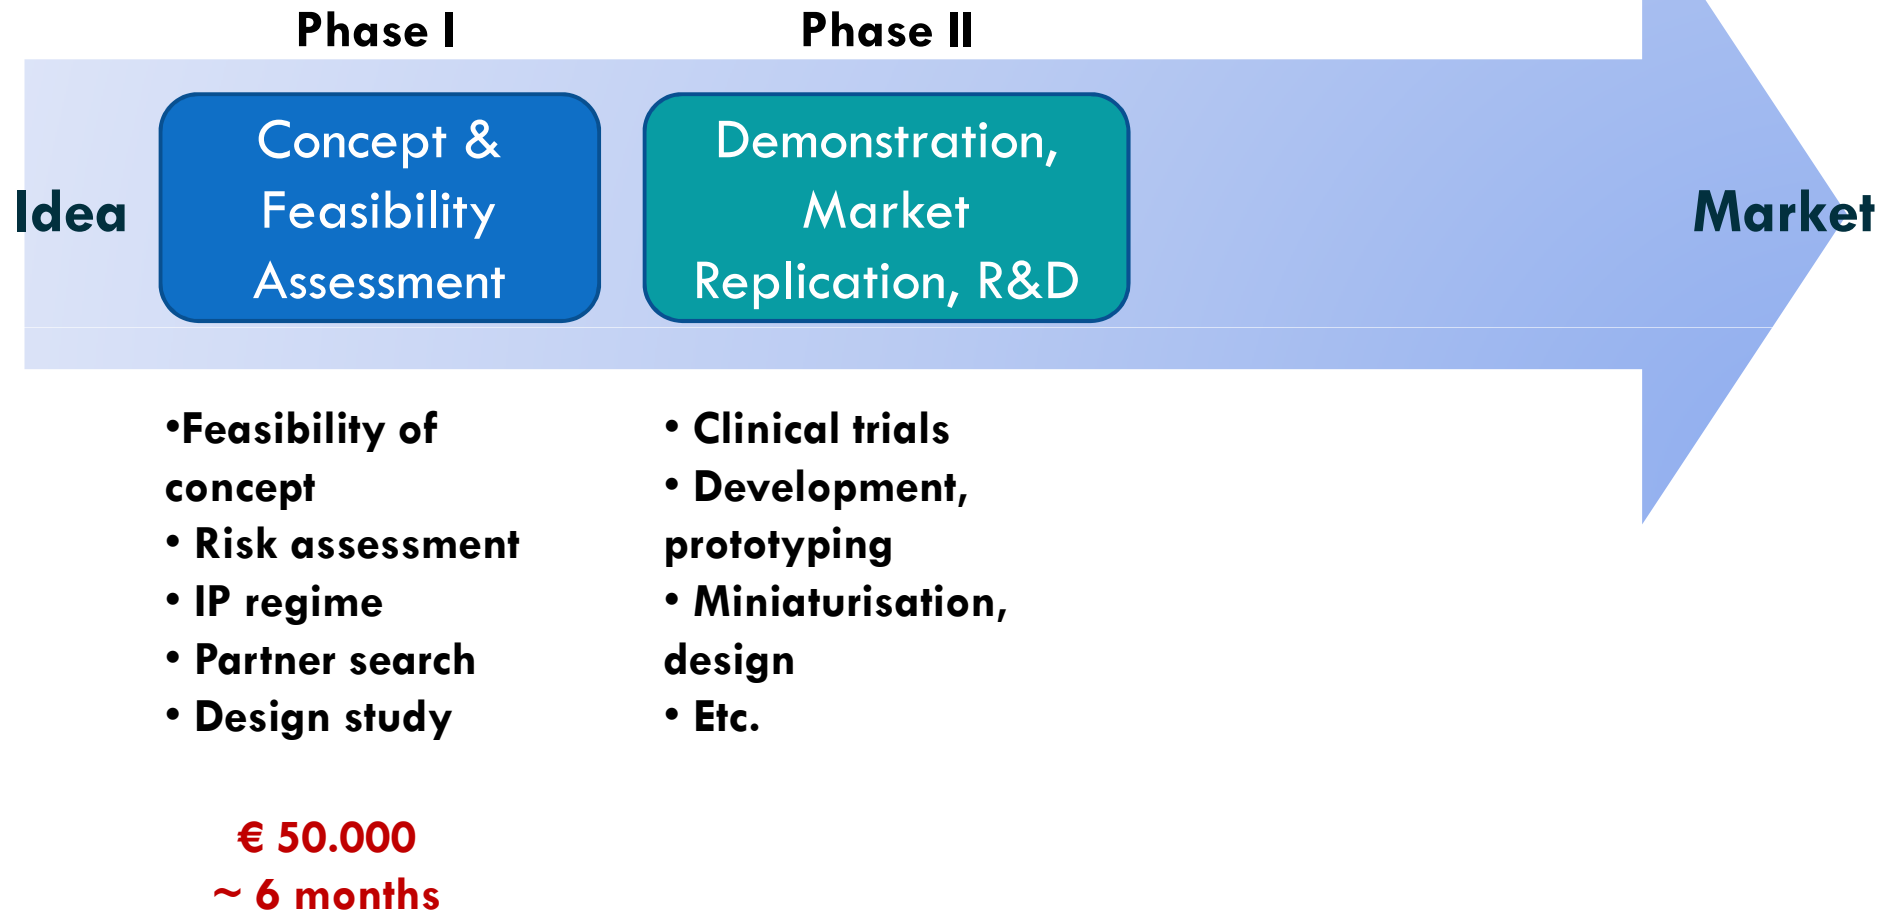 Phase I
Phase II
Idea
Concept &
Feasibility
Assessment
Demonstration,
Market
Replication, R&D
Market
•Feasibility of
concept
• Risk assessment
• IP regime
• Partner search
• Design study
• Clinical trials
• Development,
prototyping
• Miniaturisation,
design
• Etc.
€ 50.000
~ 6 months